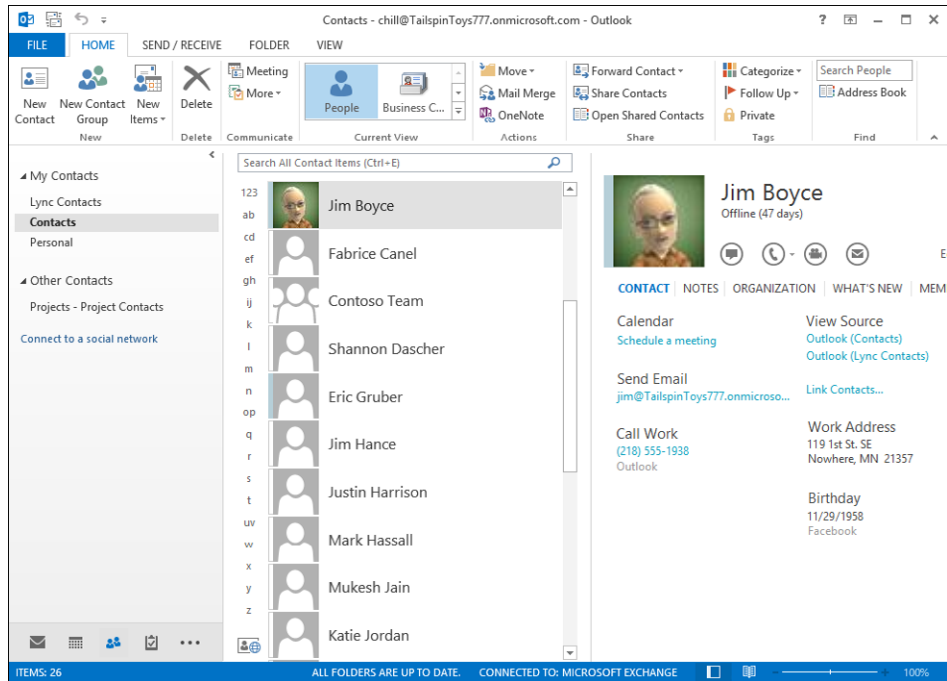 Contacts - chill@TailspinToys777.onmicrosoft.com - Outlook
FILE HOME SEND / RECEIVE FOLDER VIEW
New Contact
New Contact Group
New Items
New
Delete
Delete
Meeting
More
Communicate
People
Business C...
Current View
Move
Mail Merge
OneNote
Actions
Forward Contact
Share Contacts
Open Shared Contacts
Share
Categorize
Follow Up
Private
Tags
Search People
Address Book
Find
My Contacts
Lync Contacts
Contacts
Personal
Other Contacts
Projects - Project Contacts
Connect to a social network
Search All Contact Items (Ctrl+E)
123
ab
cd
ef
gh
ij
k
l
m
n
op
q
r
s
t
uv
w
x
y
z
Jim Boyce
Fabrice Canel
Contoso Team
Shannon Dascher
Eric Gruber
Jim Hance
Justin Harrison
Mark Hassall
Mukesh Jain
Katie Jordan
Jim Boyce
Offline (47 days)
E
CONTACT NOTES ORGANIZATION WHAT'S NEW MEM
Calendar
Schedule a meeting
Send Email
jim@TailspinToys777.onmicroso...
Call Work
(218) 555-1938
Outlook
View Source
Outlook (Contacts)
Outlook (Lync Contacts)
Link Contacts...
Work Address
119 1st St. SE
Nowhere, MN 21357
Birthday
11/29/1958
Facebook
ITEMS: 26
ALL FOLDERS ARE UP TO DATE.
CONNECTED TO: MICROSOFT EXCHANGE
100%